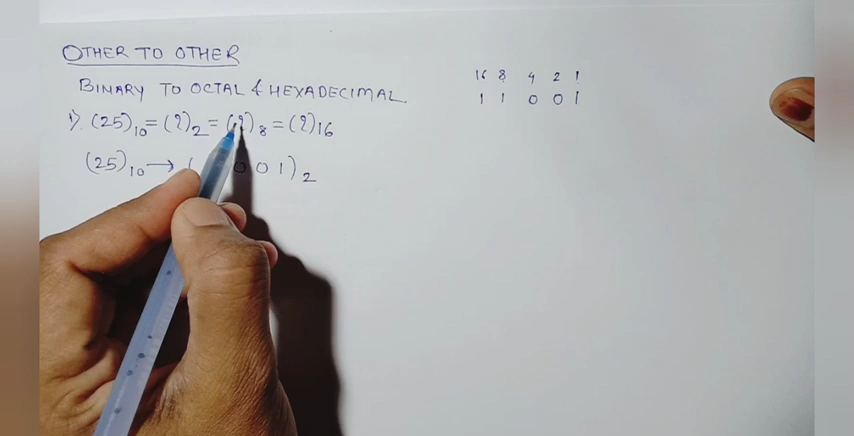 OTHER TO OTHER
BINARY TO OCTAL & HEXADECIMAL.
1). (25)10 = (?)2 = (?)8 = (?)16
(25)10 → ( 0 0 1)2
16 8 4 2 1
1 1 0 0 1